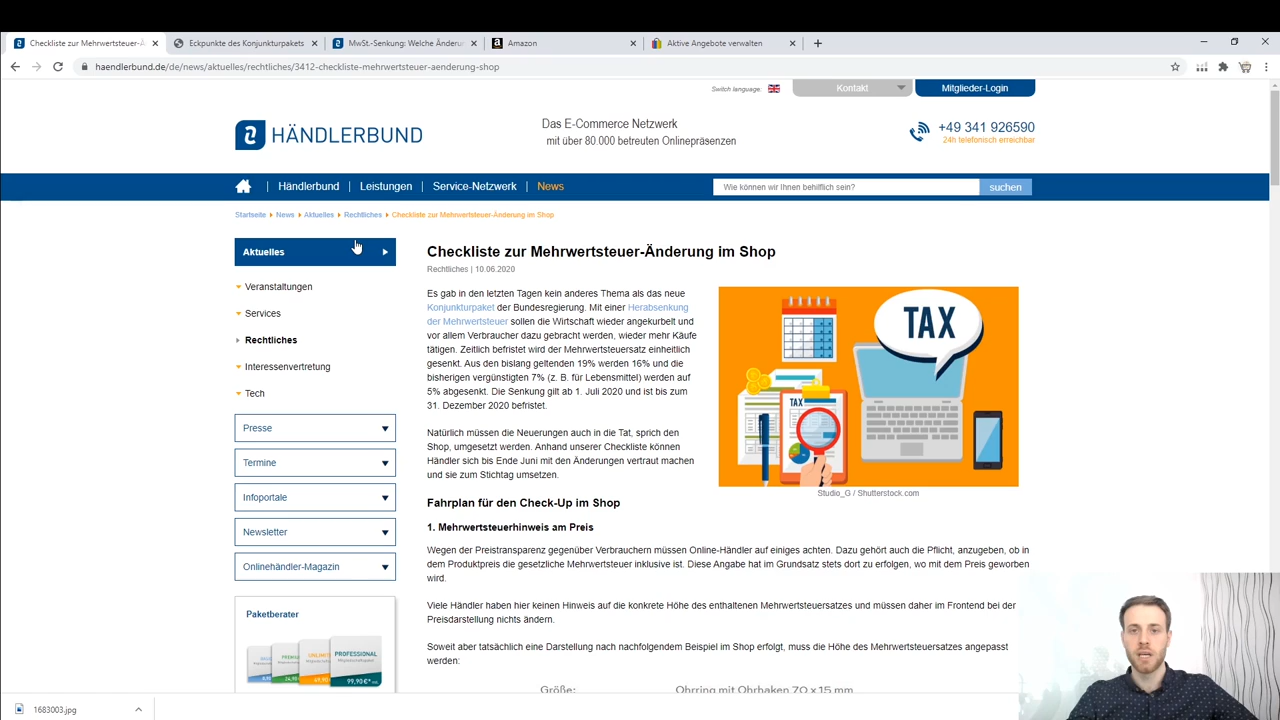 Checkliste zur Mehrwertsteuer-Ä
Eckpunkte des Konjunkturpakets
MwSt.-Senkung: Welche Änderu
Amazon
Aktive Angebote verwalten
haendlerbund.de/de/news/aktuelles/rechtliches/3412-checkliste-mehrwertsteuer-aenderung-shop
Switch language:
Kontakt
Mitglieder-Login
HÄNDLERBUND
Das E-Commerce Netzwerk
mit über 80.000 betreuten Onlinepräsenzen
+49 341 926590
24h telefonisch erreichbar
Händlerbund
Leistungen
Service-Netzwerk
News
Wie können wir Ihnen behilflich sein?
suchen
Startseite News Aktuelles Rechtliches Checkliste zur Mehrwertsteuer-Änderung im Shop
Aktuelles
Veranstaltungen
Services
Rechtliches
Interessenvertretung
Tech
Presse
Termine
Infoportale
Newsletter
Onlinehändler-Magazin
Paketberater
PROFESSIONAL
99,90 €*
Checkliste zur Mehrwertsteuer-Änderung im Shop
Rechtliches | 10.06.2020
Es gab in den letzten Tagen kein anderes Thema als das neue
Konjunkturpaket der Bundesregierung. Mit einer Herabsenkung
der Mehrwertsteuer sollen die Wirtschaft wieder angekurbelt und
vor allem Verbraucher dazu gebracht werden, wieder mehr Käufe
tätigen. Zeitlich befristet wird der Mehrwertsteuersatz einheitlich
gesenkt. Aus den bislang geltenden 19% werden 16% und die
bisherigen vergünstigten 7% (z. B. für Lebensmittel) werden auf
5% abgesenkt. Die Senkung gilt ab 1. Juli 2020 und ist bis zum
31. Dezember 2020 befristet.
Natürlich müssen die Neuerungen auch in die Tat, sprich den
Shop, umgesetzt werden. Anhand unserer Checkliste können
Händler sich bis Ende Juni mit den Änderungen vertraut machen
und sie zum Stichtag umsetzen.
TAX
TAX
Studio_G / Shutterstock.com
Fahrplan für den Check-Up im Shop
1. Mehrwertsteuerhinweis am Preis
Wegen der Preistransparenz gegenüber Verbrauchern müssen Online-Händler auf einiges achten. Dazu gehört auch die Pflicht, anzugeben, ob in
dem Produktpreis die gesetzliche Mehrwertsteuer inklusive ist. Diese Angabe hat im Grundsatz stets dort zu erfolgen, wo mit dem Preis geworben
wird.
Viele Händler haben hier keinen Hinweis auf die konkrete Höhe des enthaltenen Mehrwertsteuersatzes und müssen daher im Frontend bei der
Preisdarstellung nichts ändern.
Soweit aber tatsächlich eine Darstellung nach nachfolgendem Beispiel im Shop erfolgt, muss die Höhe des Mehrwertsteuersatzes angepasst
werden:
Größe: Ohrring mit Ohrhaken 70 x 15 mm
1683003.jpg